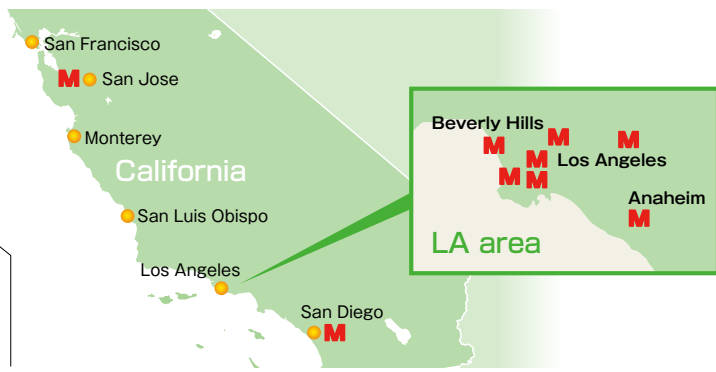 San Francisco
M San Jose
Monterey
California
San Luis Obispo
Los Angeles
San Diego
M
Beverly Hills
M M M
M Los Angeles
M M
Anaheim
M
LA area